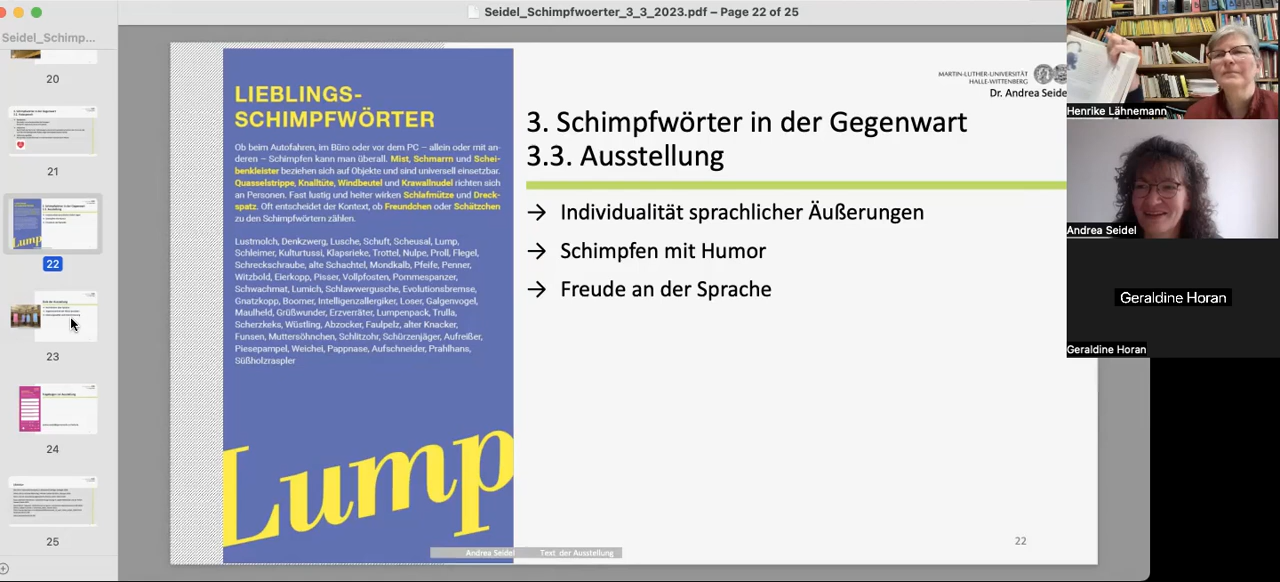 Seidel_Schimpfwoerter_3_3_2023.pdf – Page 22 of 25
Seidel_Schimp...
20
21
22
23
24
25
LIEBLINGS-
SCHIMPFWÖRTER
Ob beim Autofahren, im Büro oder vor dem PC – allein oder mit an-
deren – Schimpfen kann man überall. Mist, Schmarrn und Schei-
benkleister beziehen sich auf Objekte und sind universell einsetzbar.
Quasselstrippe, Knalltüte, Windbeutel und Krawallnudel richten sich
an Personen. Fast lustig und heiter wirken Schlafmütze und Dreck-
spatz. Oft entscheidet der Kontext, ob Freundchen oder Schätzchen
zu den Schimpfwörtern zählen.
Lustmolch, Denkzwerg, Lusche, Schuft, Scheusal, Lump,
Schleimer, Kulturtussi, Klapsrieke, Trottel, Nulpe, Proll, Flegel,
Schreckschraube, alte Schachtel, Mondkalb, Pfeife, Penner,
Witzbold, Eierkopp, Pisser, Vollpfosten, Pommespanzer,
Schwachmat, Lumich, Schlawwergusche, Evolutionsbremse,
Gnatzkopp, Boomer, Intelligenzallergiker, Loser, Galgenvogel,
Maulheld, Grüßwunder, Erzverräter, Lumpenpack, Trulla,
Scherzkeks, Wüstling, Abzocker, Faulpelz, alter Knacker,
Funsen, Muttersöhnchen, Schlitzohr, Schürzenjäger, Aufreißer,
Piesepampel, Weichei, Pappnase, Aufschneider, Prahlhans,
Süßholzraspler
Lump
Andrea Seidel Text der Ausstellung
MARTIN-LUTHER-UNIVERSITÄT
HALLE-WITTENBERG
Dr. Andrea Seide
3. Schimpfwörter in der Gegenwart
3.3. Ausstellung
→ Individualität sprachlicher Äußerungen
→ Schimpfen mit Humor
→ Freude an der Sprache
22
Henrike Lähnemann
Andrea Seidel
Geraldine Horan
Geraldine Horan